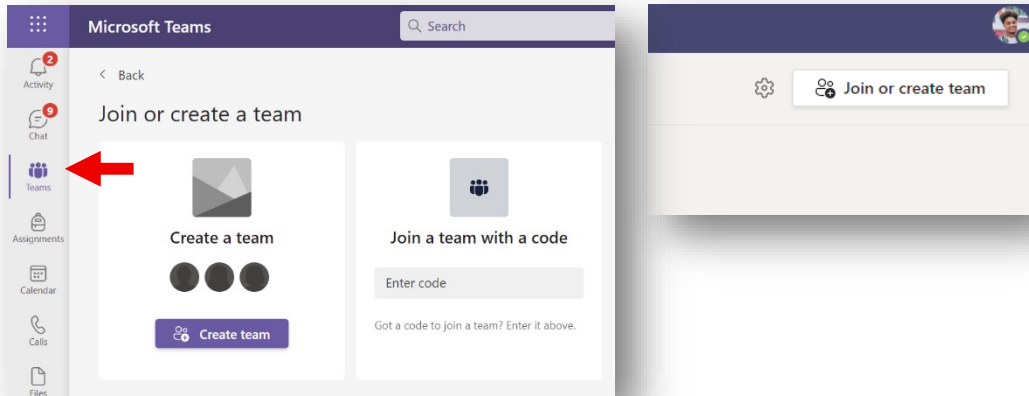 Microsoft Teams
Search
2
Activity
9
Chat
Teams
Assignments
Calendar
Calls
Files
< Back
Join or create a team
Create a team
Create team
Join a team with a code
Enter code
Got a code to join a team? Enter it above.
Join or create team